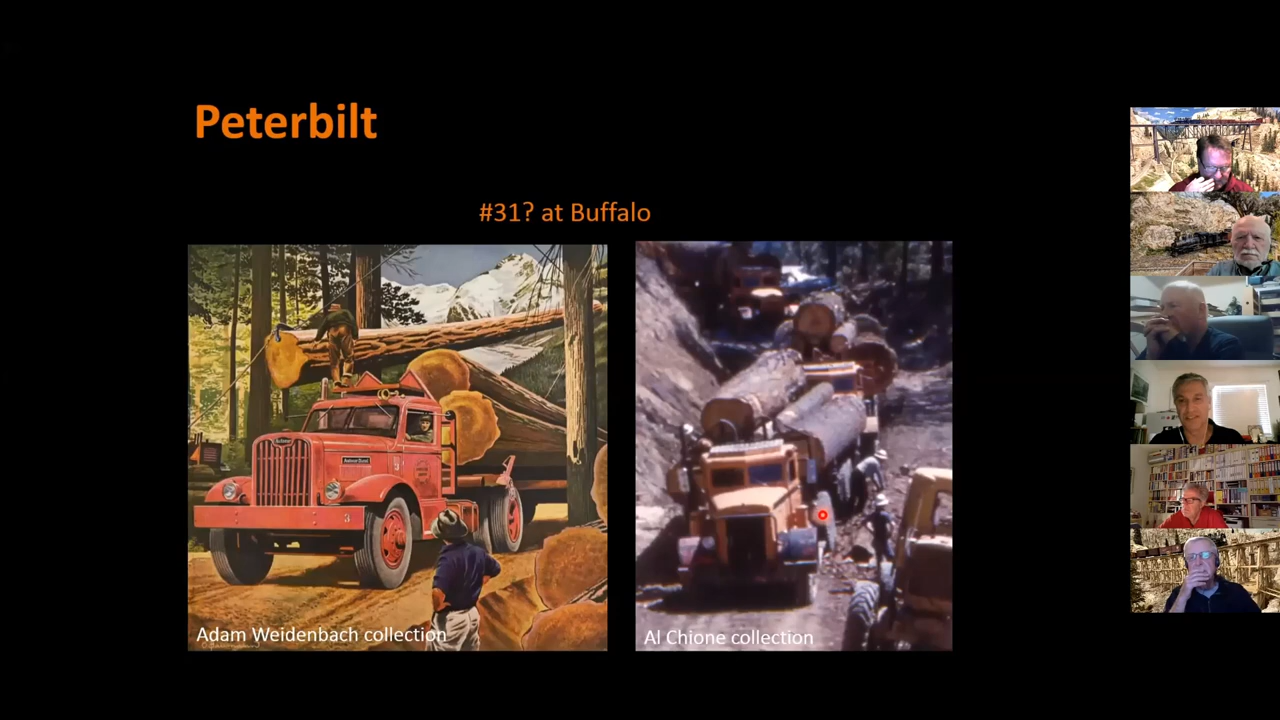 Peterbilt
#31? at Buffalo
Adam Weidenbach collection
Al Chione collection